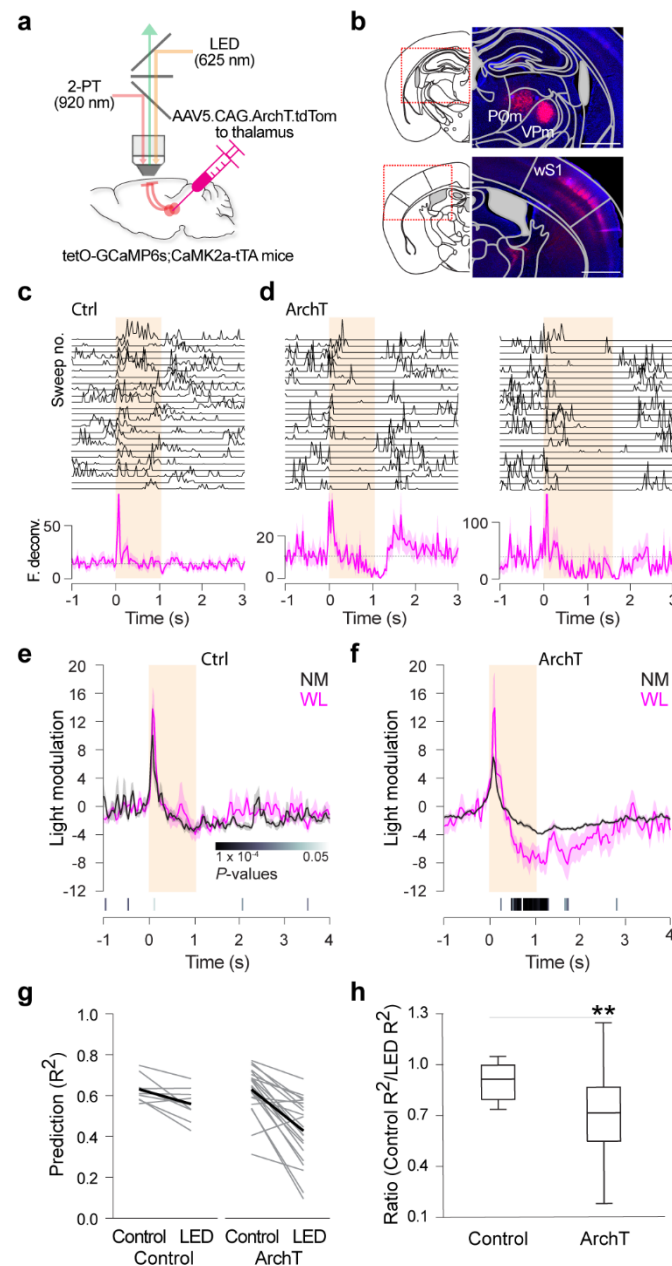 a
LED
(625 nm)
2-PT
(920 nm)
AAV5.CAG.ArchT.tdTom
to thalamus
tetO-GCaMP6s;CaMK2a-tTA mice
b
POm
VPm
wS1
c
Ctrl
Sweep no.
50
0
F. deconv.
-1 0 1 2 3
Time (s)
d
ArchT
10
0
-1 0 1 2 3
Time (s)
100
0
-1 0 1 2 3
Time (s)
e
Ctrl
NM
WL
20
16
12
8
4
0
-4
-8
-12
Light modulation
1 x 10-4 0.05
P-values
-1 0 1 2 3 4
Time (s)
f
ArchT
NM
WL
20
16
12
8
4
0
-4
-8
-12
Light modulation
-1 0 1 2 3 4
Time (s)
g
1.0
0.8
0.6
0.4
0.2
0.0
Prediction (R2)
Control LED Control LED
Control ArchT
h
**
1.3
1.0
0.7
0.4
0.1
Ratio (Control R2/LED R2)
Control ArchT